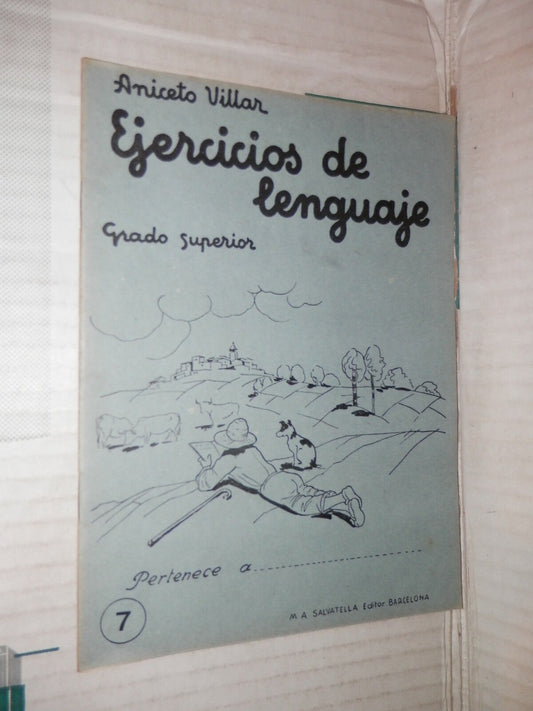 Aniceto Villar
Ejercicios de
lenguaje
Grado Superior
Pertenece a
7
M. A. SALVATELLA Editor BARCELONA